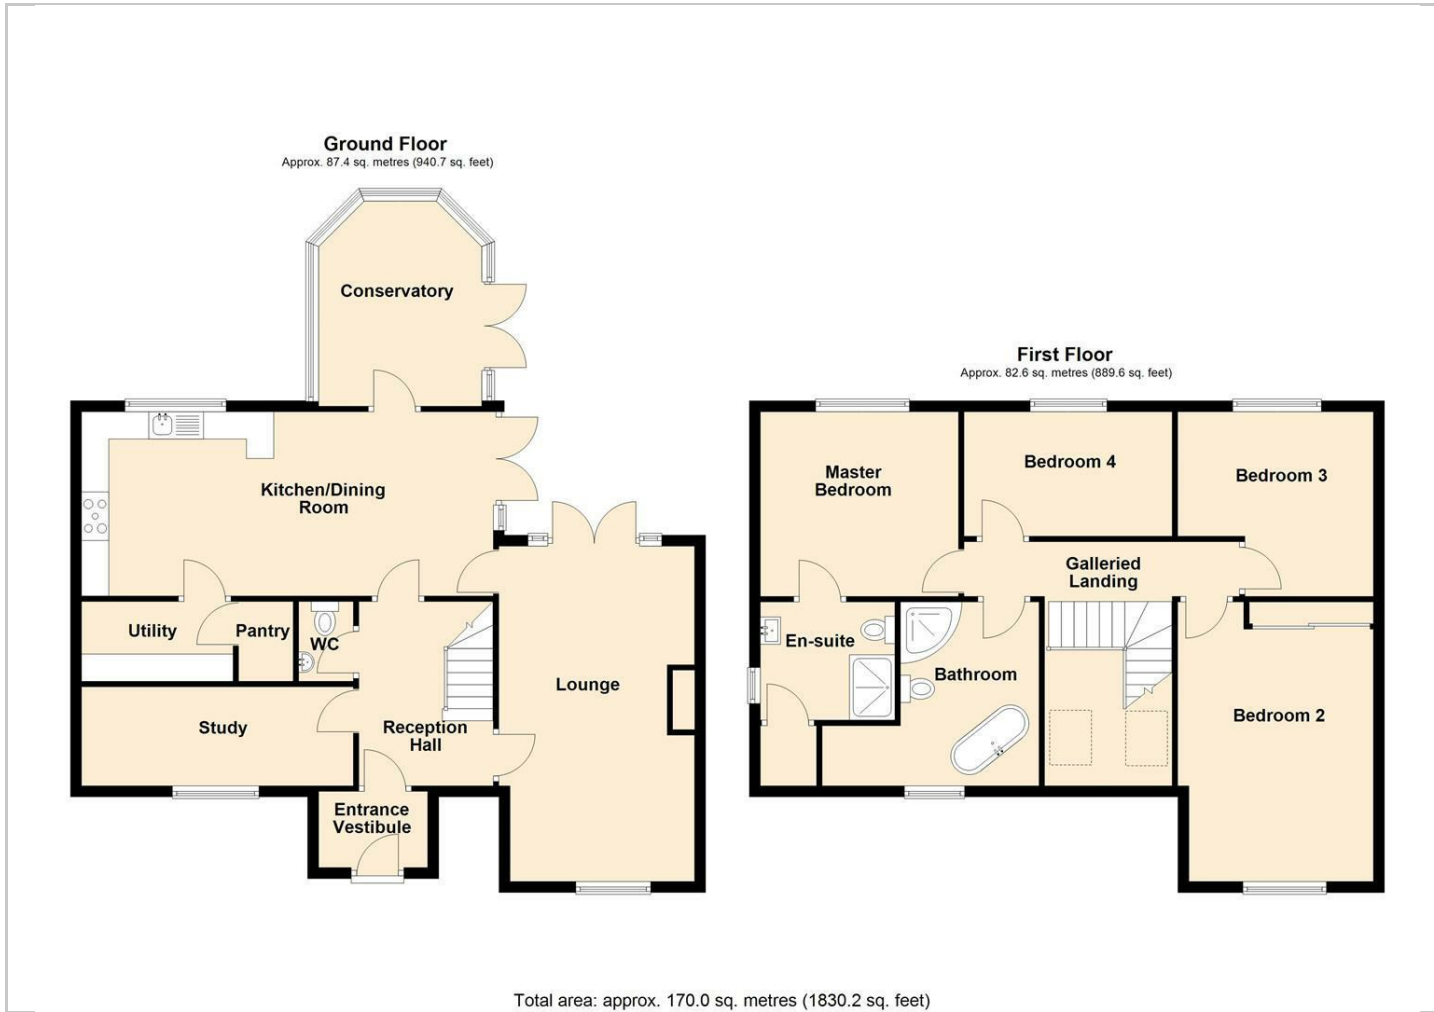 Ground Floor
Approx. 87.4 sq. metres (940.7 sq. feet)
Conservatory
Kitchen/Dining
Room
Utility
Pantry
WC
Study
Reception
Hall
Lounge
Entrance
Vestibule
First Floor
Approx. 82.6 sq. metres (889.6 sq. feet)
Master
Bedroom
Bedroom 4
Bedroom 3
Galleried
Landing
En-suite
Bathroom
Bedroom 2
Total area: approx. 170.0 sq. metres (1830.2 sq. feet)